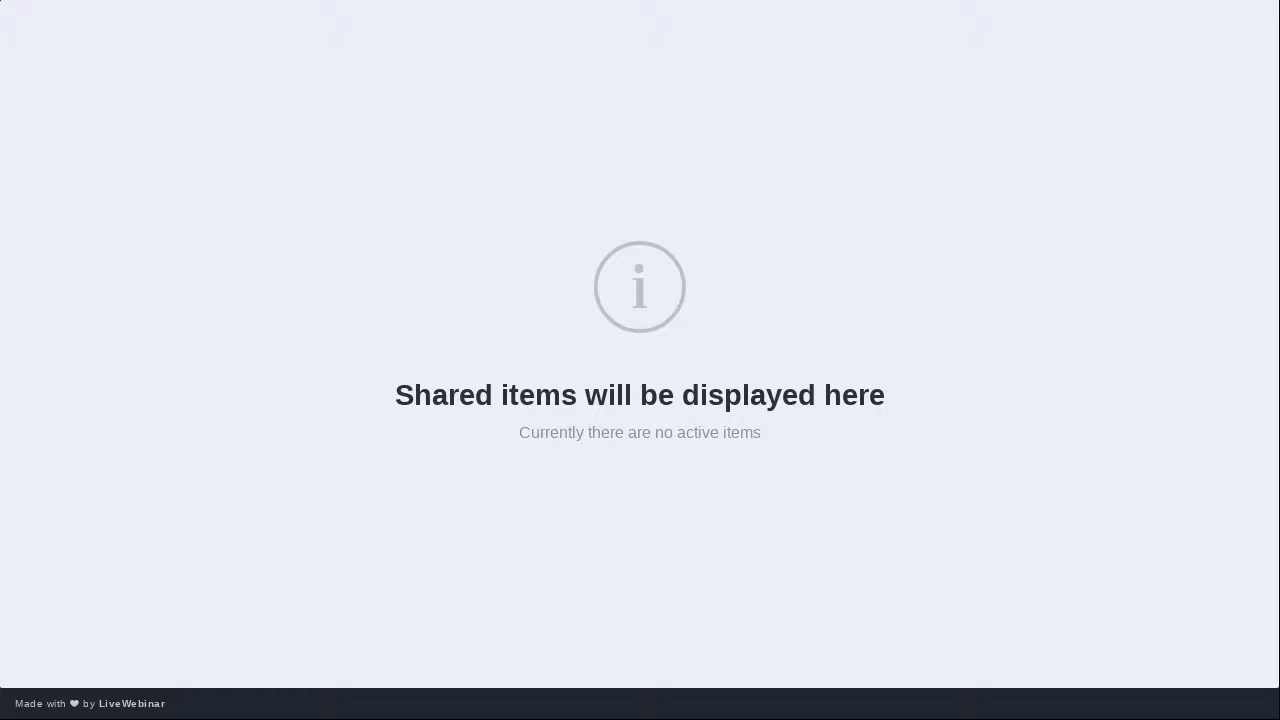 i
Shared items will be displayed here
Currently there are no active items
Made with ♥ by LiveWebinar